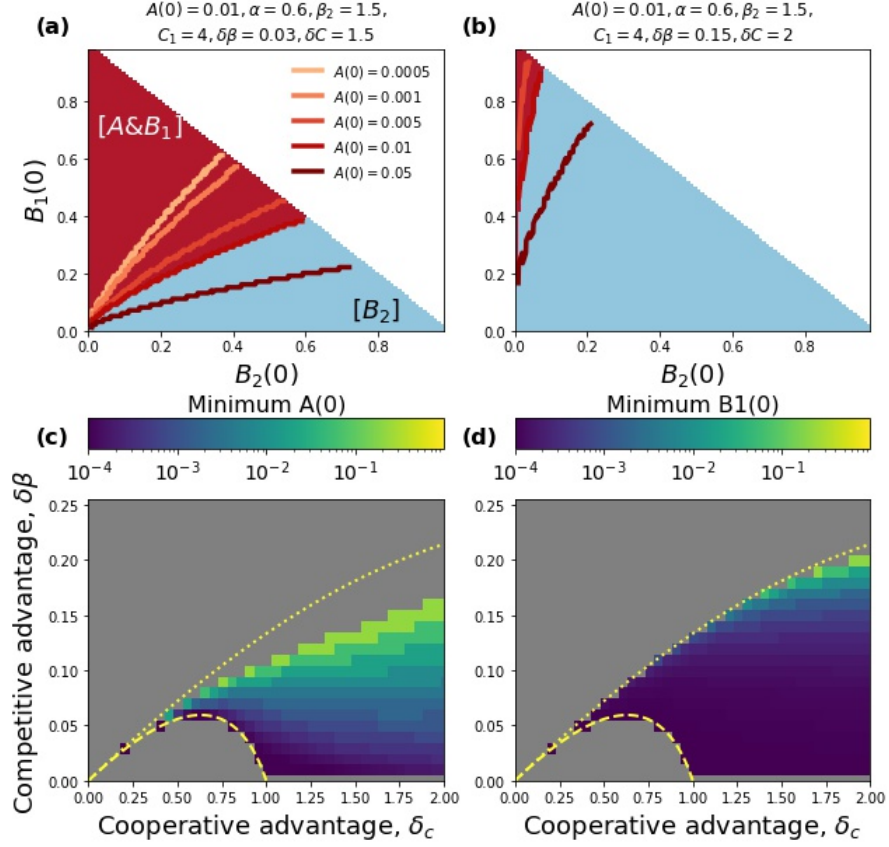 A(0) = 0.01, α = 0.6, β₂ = 1.5,
C₁ = 4, δβ = 0.03, δC = 1.5
(a)
[A&B₁]
A(0) = 0.0005
A(0) = 0.001
A(0) = 0.005
A(0) = 0.01
A(0) = 0.05
[B₂]
B₁(0)
0.8
0.6
0.4
0.2
0.0
0.0 0.2 0.4 0.6 0.8
B₂(0)
A(0) = 0.01, α = 0.6, β₂ = 1.5,
C₁ = 4, δβ = 0.15, δC = 2
(b)
0.8
0.6
0.4
0.2
0.0
0.0 0.2 0.4 0.6 0.8
B₂(0)
Minimum A(0)
(c)
10⁻⁴ 10⁻³ 10⁻² 10⁻¹
Competitive advantage, δβ
0.25
0.20
0.15
0.10
0.05
0.00
0.00 0.25 0.50 0.75 1.00 1.25 1.50 1.75 2.00
Cooperative advantage, δ_c
Minimum B1(0)
(d)
10⁻⁴ 10⁻³ 10⁻² 10⁻¹
0.25
0.20
0.15
0.10
0.05
0.00
0.00 0.25 0.50 0.75 1.00 1.25 1.50 1.75 2.00
Cooperative advantage, δ_c